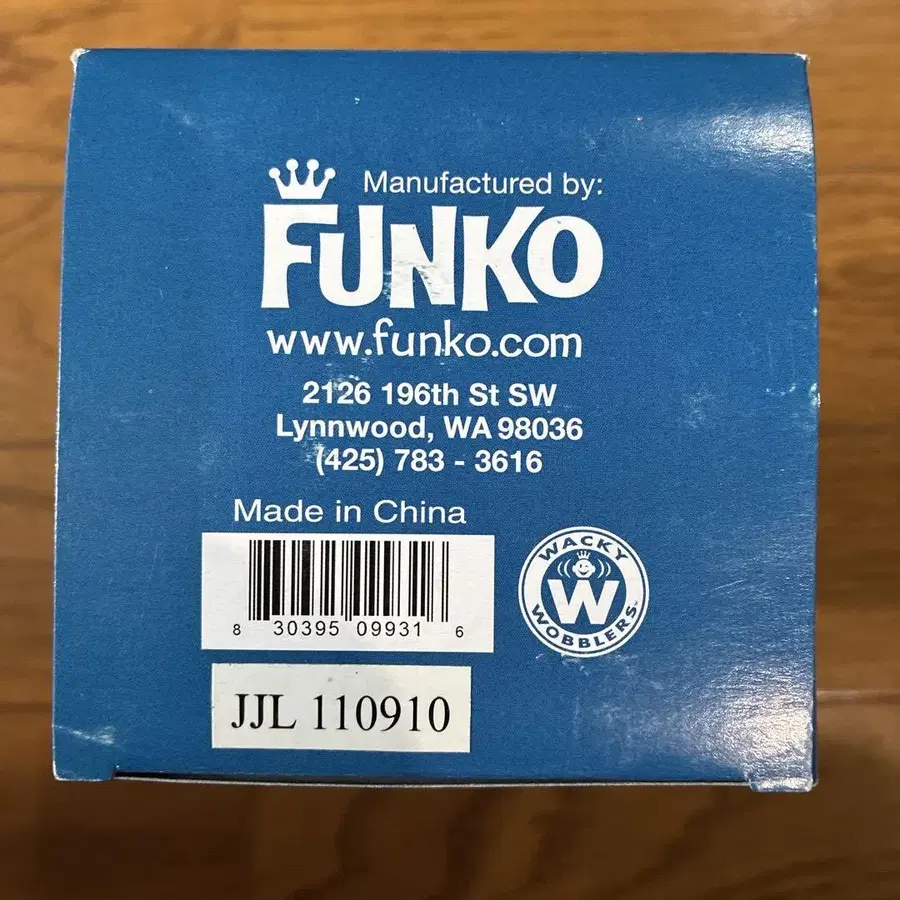 Manufactured by:
FUNKO
www.funko.com
2126 196th St SW
Lynnwood, WA 98036
(425) 783 - 3616
Made in China
8 30395 09931 6
WACKY
W
WOBBLERS™
JJL 110910